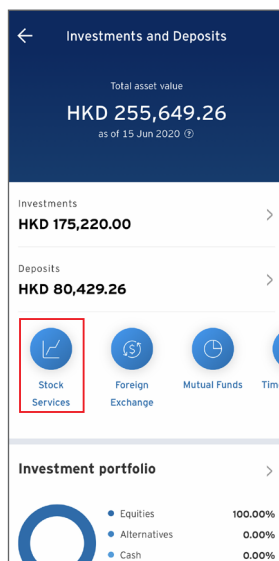 Investments and Deposits
Total asset value
HKD 255,649.26
as of 15 Jun 2020 ?
Investments
HKD 175,220.00
Deposits
HKD 80,429.26
Stock Services
Foreign Exchange
Mutual Funds
Investment portfolio
Equities 100.00%
Alternatives 0.00%
Cash 0.00%